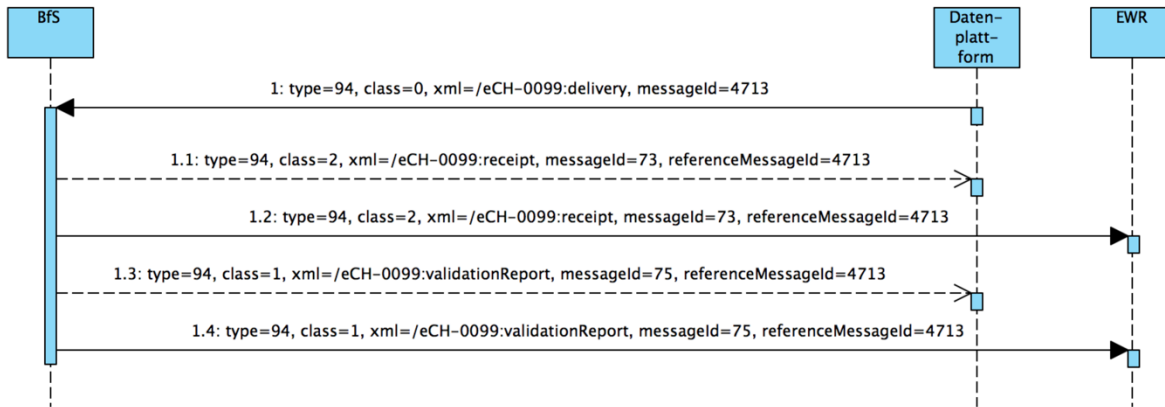 BfS
Daten-
platt-
form
EWR
1: type=94, class=0, xml=/eCH-0099:delivery, messageId=4713
1.1: type=94, class=2, xml=/eCH-0099:receipt, messageId=73, referenceMessageId=4713
1.2: type=94, class=2, xml=/eCH-0099:receipt, messageId=73, referenceMessageId=4713
1.3: type=94, class=1, xml=/eCH-0099:validationReport, messageId=75, referenceMessageId=4713
1.4: type=94, class=1, xml=/eCH-0099:validationReport, messageId=75, referenceMessageId=4713